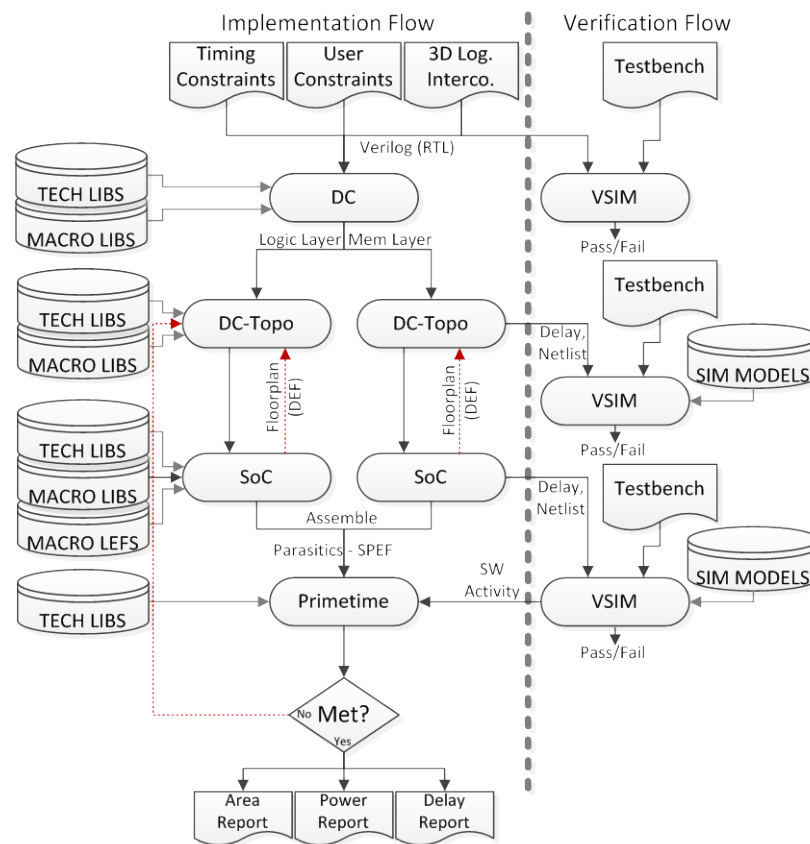 Implementation Flow
Verification Flow
Timing
Constraints
User
Constraints
3D Log.
Interco.
Testbench
Verilog (RTL)
TECH LIBS
MACRO LIBS
DC
VSIM
Pass/Fail
Logic Layer
Mem Layer
Testbench
TECH LIBS
MACRO LIBS
DC-Topo
DC-Topo
Delay,
Netlist
SIM MODELS
Floorplan
(DEF)
Floorplan
(DEF)
VSIM
Pass/Fail
TECH LIBS
MACRO LIBS
MACRO LEFS
SoC
SoC
Delay,
Netlist
Testbench
Assemble
Parasitics - SPEF
SIM MODELS
SW
Activity
TECH LIBS
Primetime
VSIM
Pass/Fail
No
Met?
Yes
Area
Report
Power
Report
Delay
Report